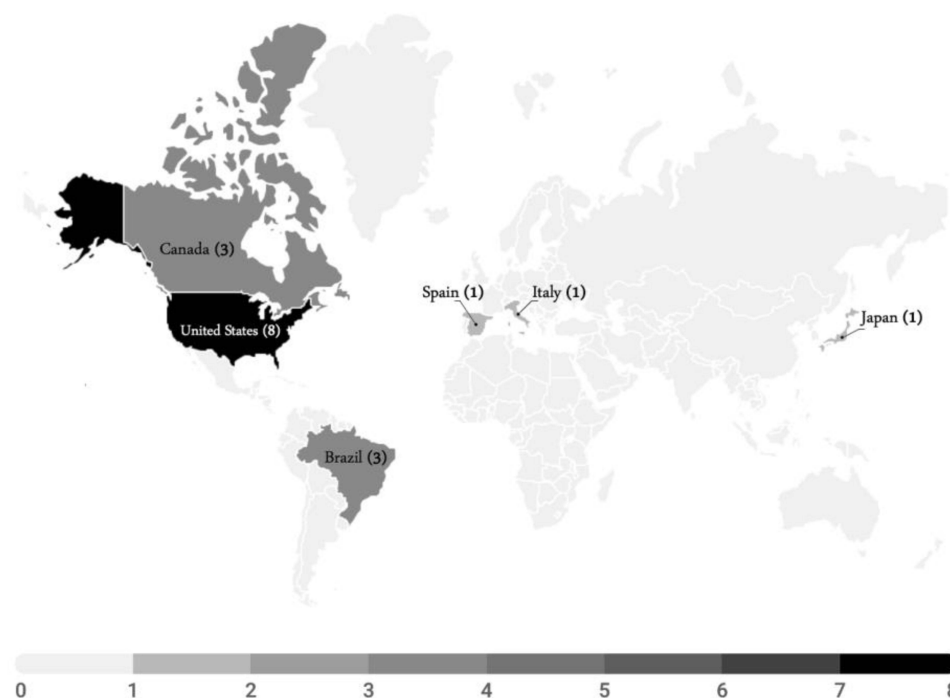 Canada (3)
United States (8)
Spain (1)
Italy (1)
Japan (1)
Brazil (3)
0 1 2 3 4 5 6 7